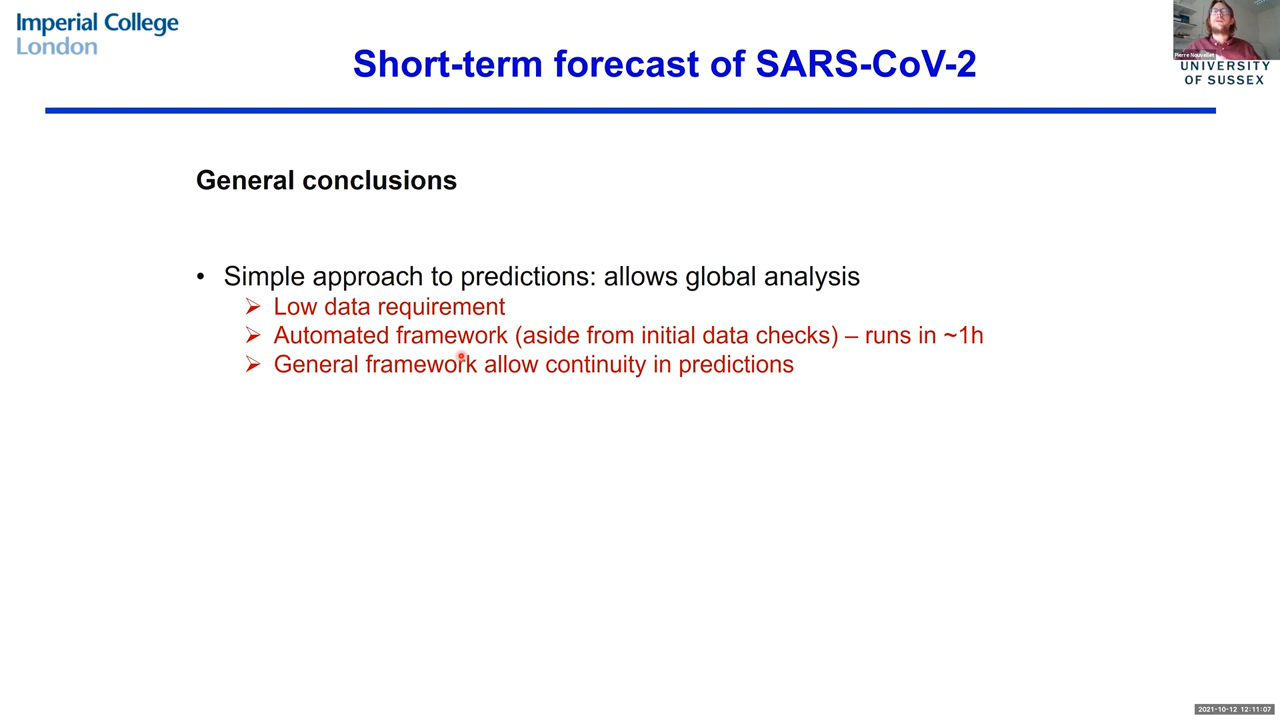 Imperial College
London
Short-term forecast of SARS-CoV-2
Pierre Nouvellet
UNIVERSITY
OF SUSSEX
General conclusions
• Simple approach to predictions: allows global analysis
➢ Low data requirement
➢ Automated framework (aside from initial data checks) – runs in ~1h
➢ General framework allow continuity in predictions
2021-10-12 12:11:07